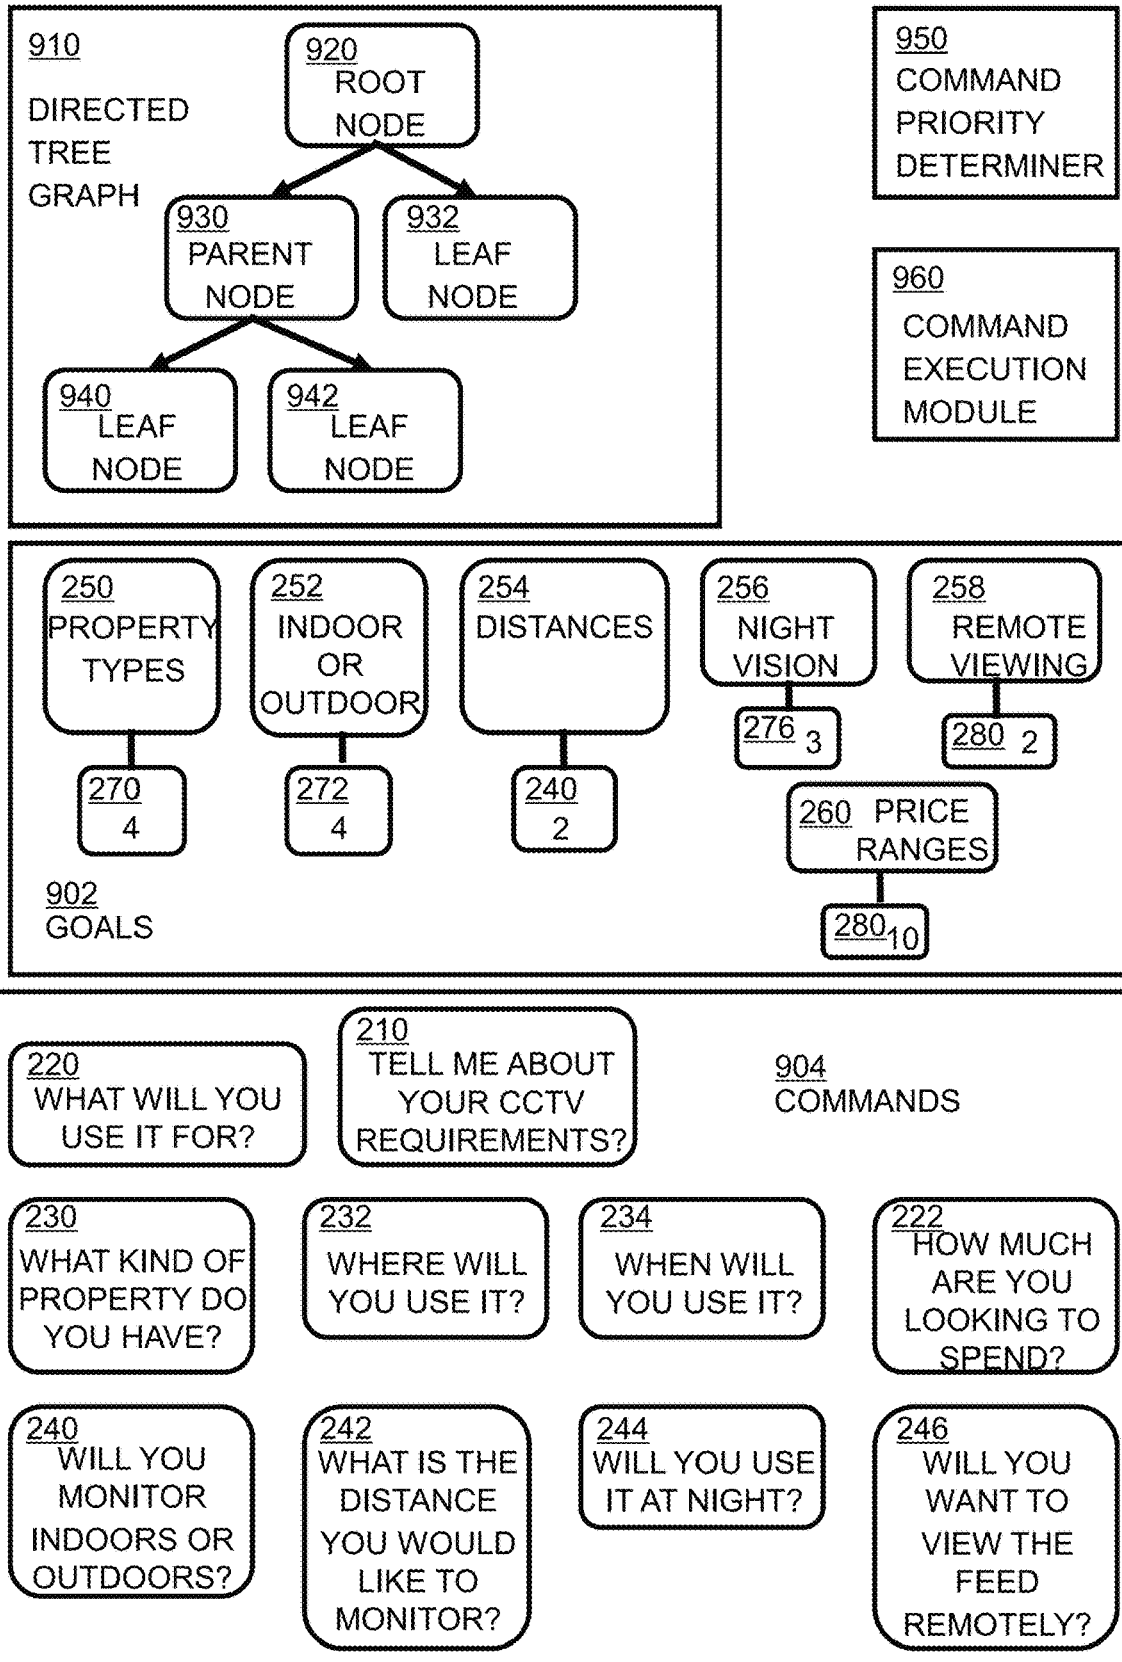 910
DIRECTED
TREE
GRAPH
920
ROOT
NODE
930
PARENT
NODE
932
LEAF
NODE
940
LEAF
NODE
942
LEAF
NODE
950
COMMAND
PRIORITY
DETERMINER
960
COMMAND
EXECUTION
MODULE
250
PROPERTY
TYPES
252
INDOOR
OR
OUTDOOR
254
DISTANCES
256
NIGHT
VISION
258
REMOTE
VIEWING
270
4
272
4
240
2
276 3
280 2
260 PRICE
RANGES
280 10
902
GOALS
220
WHAT WILL YOU
USE IT FOR?
210
TELL ME ABOUT
YOUR CCTV
REQUIREMENTS?
904
COMMANDS
230
WHAT KIND OF
PROPERTY DO
YOU HAVE?
232
WHERE WILL
YOU USE IT?
234
WHEN WILL
YOU USE IT?
222
HOW MUCH
ARE YOU
LOOKING TO
SPEND?
240
WILL YOU
MONITOR
INDOORS OR
OUTDOORS?
242
WHAT IS THE
DISTANCE
YOU WOULD
LIKE TO
MONITOR?
244
WILL YOU USE
IT AT NIGHT?
246
WILL YOU
WANT TO
VIEW THE
FEED
REMOTELY?